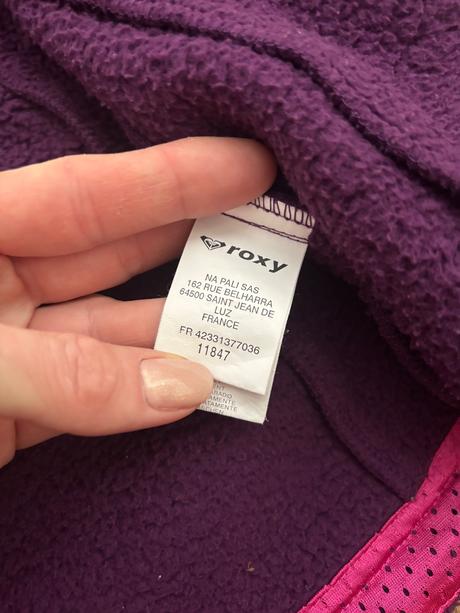 roxy
NA PALI SAS
162 RUE BELHARRA
64500 SAINT JEAN DE
LUZ
FRANCE
FR 42331377036
11847